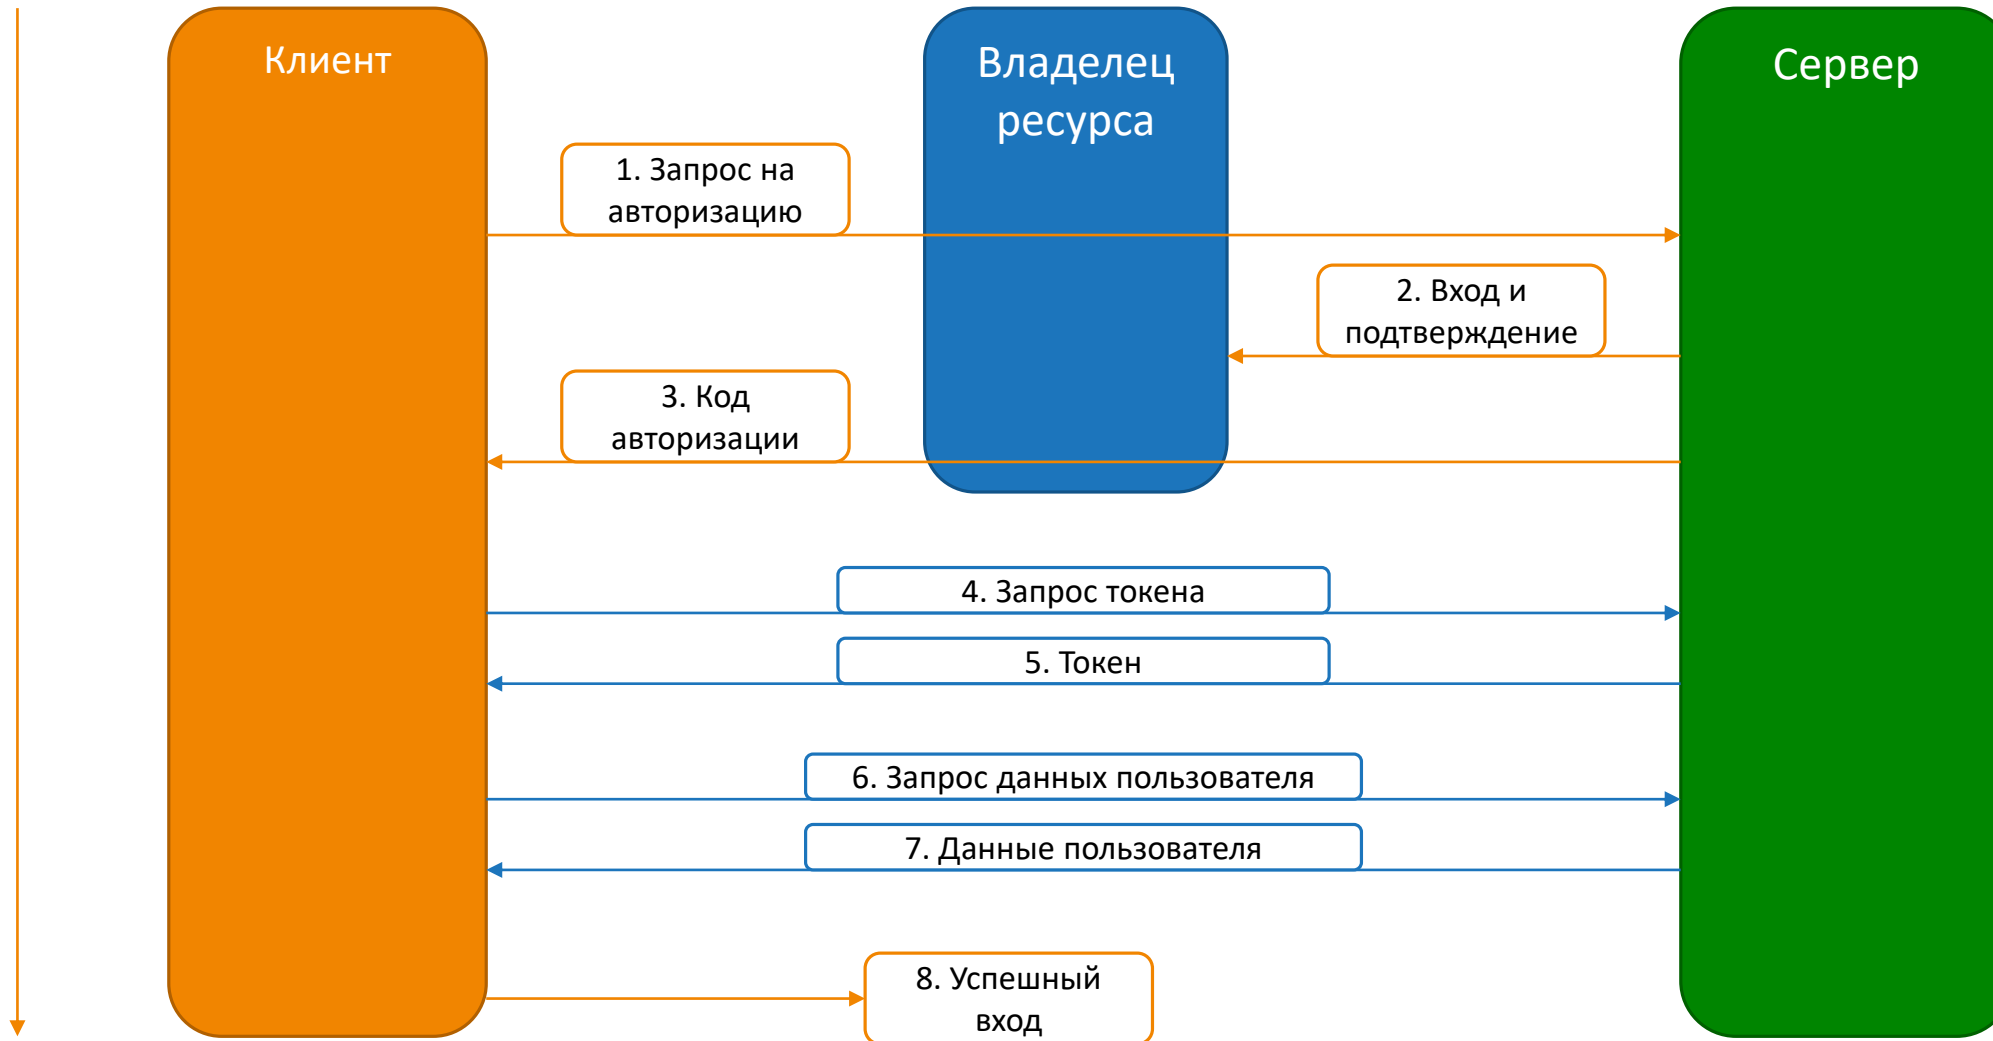 Клиент
Владелец
ресурса
Сервер
1. Запрос на
авторизацию
2. Вход и
подтверждение
3. Код
авторизации
4. Запрос токена
5. Токен
6. Запрос данных пользователя
7. Данные пользователя
8. Успешный
вход